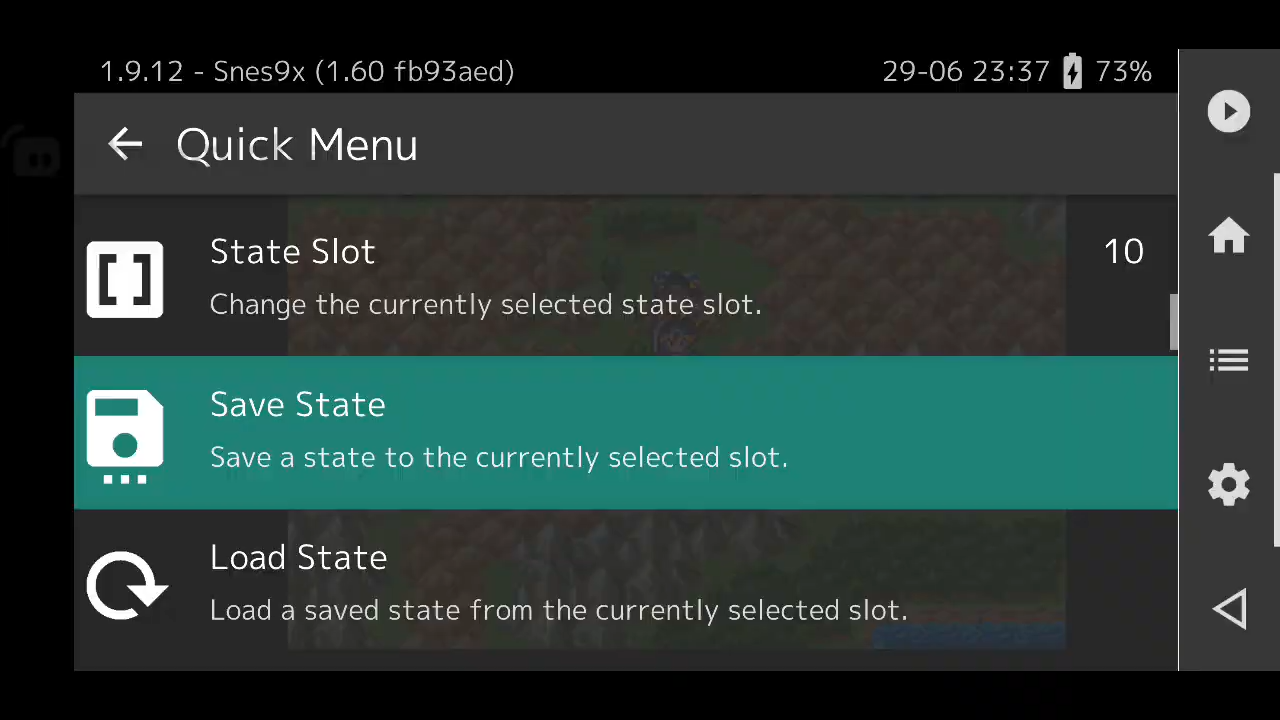 1.9.12 - Snes9x (1.60 fb93aed)
29-06 23:37 73%
Quick Menu
State Slot
10
Change the currently selected state slot.
Save State
Save a state to the currently selected slot.
Load State
Load a saved state from the currently selected slot.